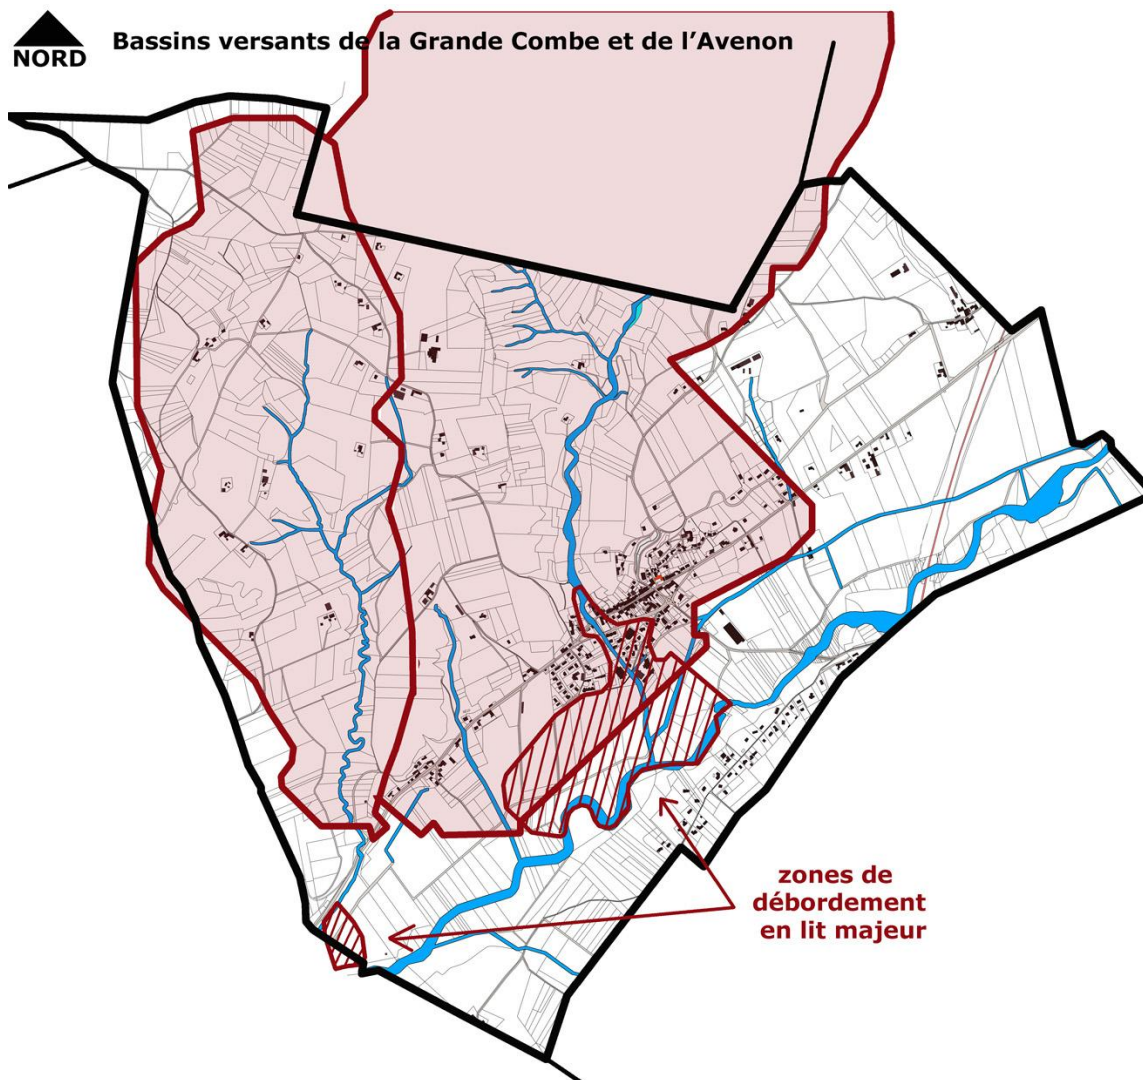 NORD
Bassins versants de la Grande Combe et de l'Avenon
zones de
débordement
en lit majeur